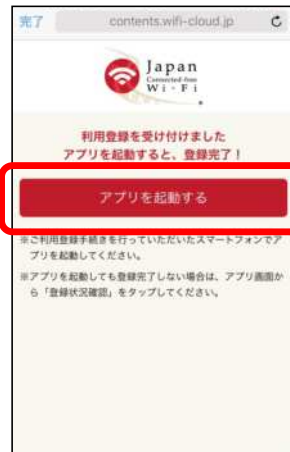 完了 contents.wifi-cloud.jp
Japan
Connected-free
Wi-Fi
利用登録を受け付けました
アプリを起動すると、登録完了！
アプリを起動する
※ご利用登録手続きを行っていただいたスマートフォンでア
プリを起動してください。
※アプリを起動しても登録完了しない場合は、アプリ画面か
ら「登録状況確認」をタップしてください。